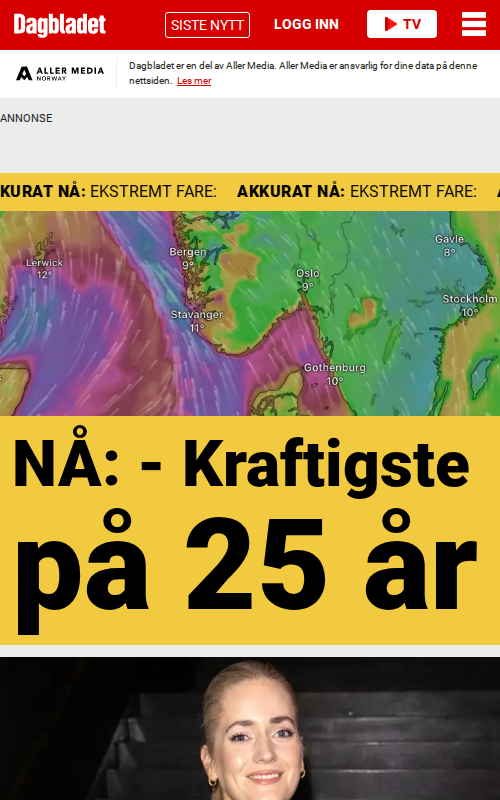 Dagbladet
SISTE NYTT
LOGG INN
TV
ALLER MEDIA
NORWAY
Dagbladet er en del av Aller Media. Aller Media er ansvarlig for dine data på denne
nettsiden. Les mer
ANNONSE
KURAT NÅ: EKSTREMT FARE: AKKURAT NÅ: EKSTREMT FARE:
Lerwick
12°
Bergen
9°
Oslo
9°
Gävle
8°
Stavanger
11°
Stockholm
10°
Gothenburg
10°
NÅ: - Kraftigste
på 25 år